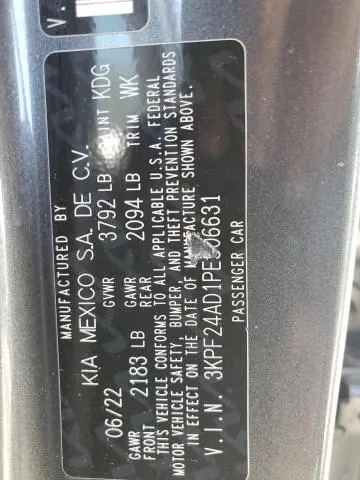 MANUFACTURED BY
KIA MEXICO S.A. DE C.V.
06/22 GVWR 3792 LB PAINT KDG
GAWR FRONT 2183 LB GAWR REAR 2094 LB TRIM WK
THIS VEHICLE CONFORMS TO ALL APPLICABLE U.S.A. FEDERAL
MOTOR VEHICLE SAFETY, BUMPER, AND THEFT PREVENTION STANDARDS
IN EFFECT ON THE DATE OF MANUFACTURE SHOWN ABOVE.
V.I.N. 3KPF24AD1PE 06631
PASSENGER CAR
V.